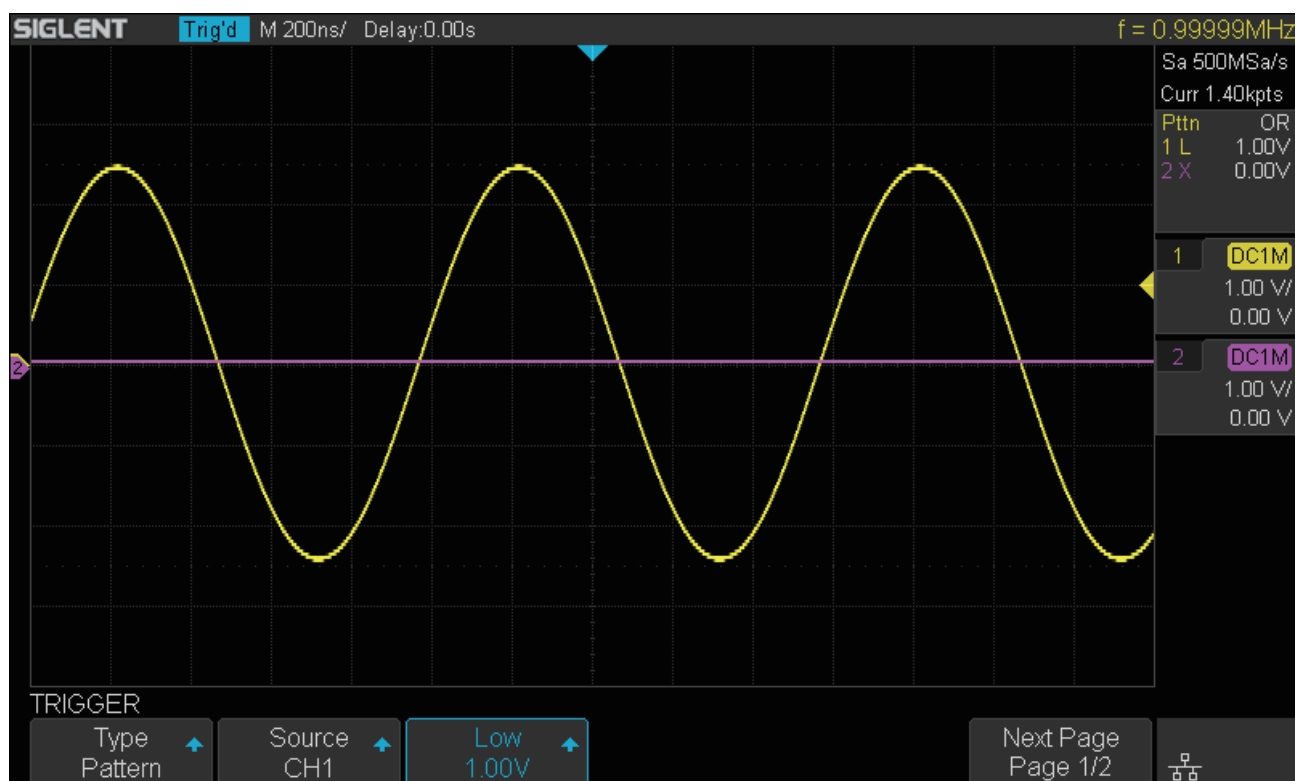 SIGLENT Trig'd M 200ns/ Delay:0.00s f = 0.99999MHz
Sa 500MSa/s
Curr 1.40kpts
Pttn OR
1 L 1.00V
2 X 0.00V
1 DC1M
1.00 V/
0.00 V
2 DC1M
1.00 V/
0.00 V
2
TRIGGER
Type Source Low Next Page
Pattern CH1 1.00V Page 1/2